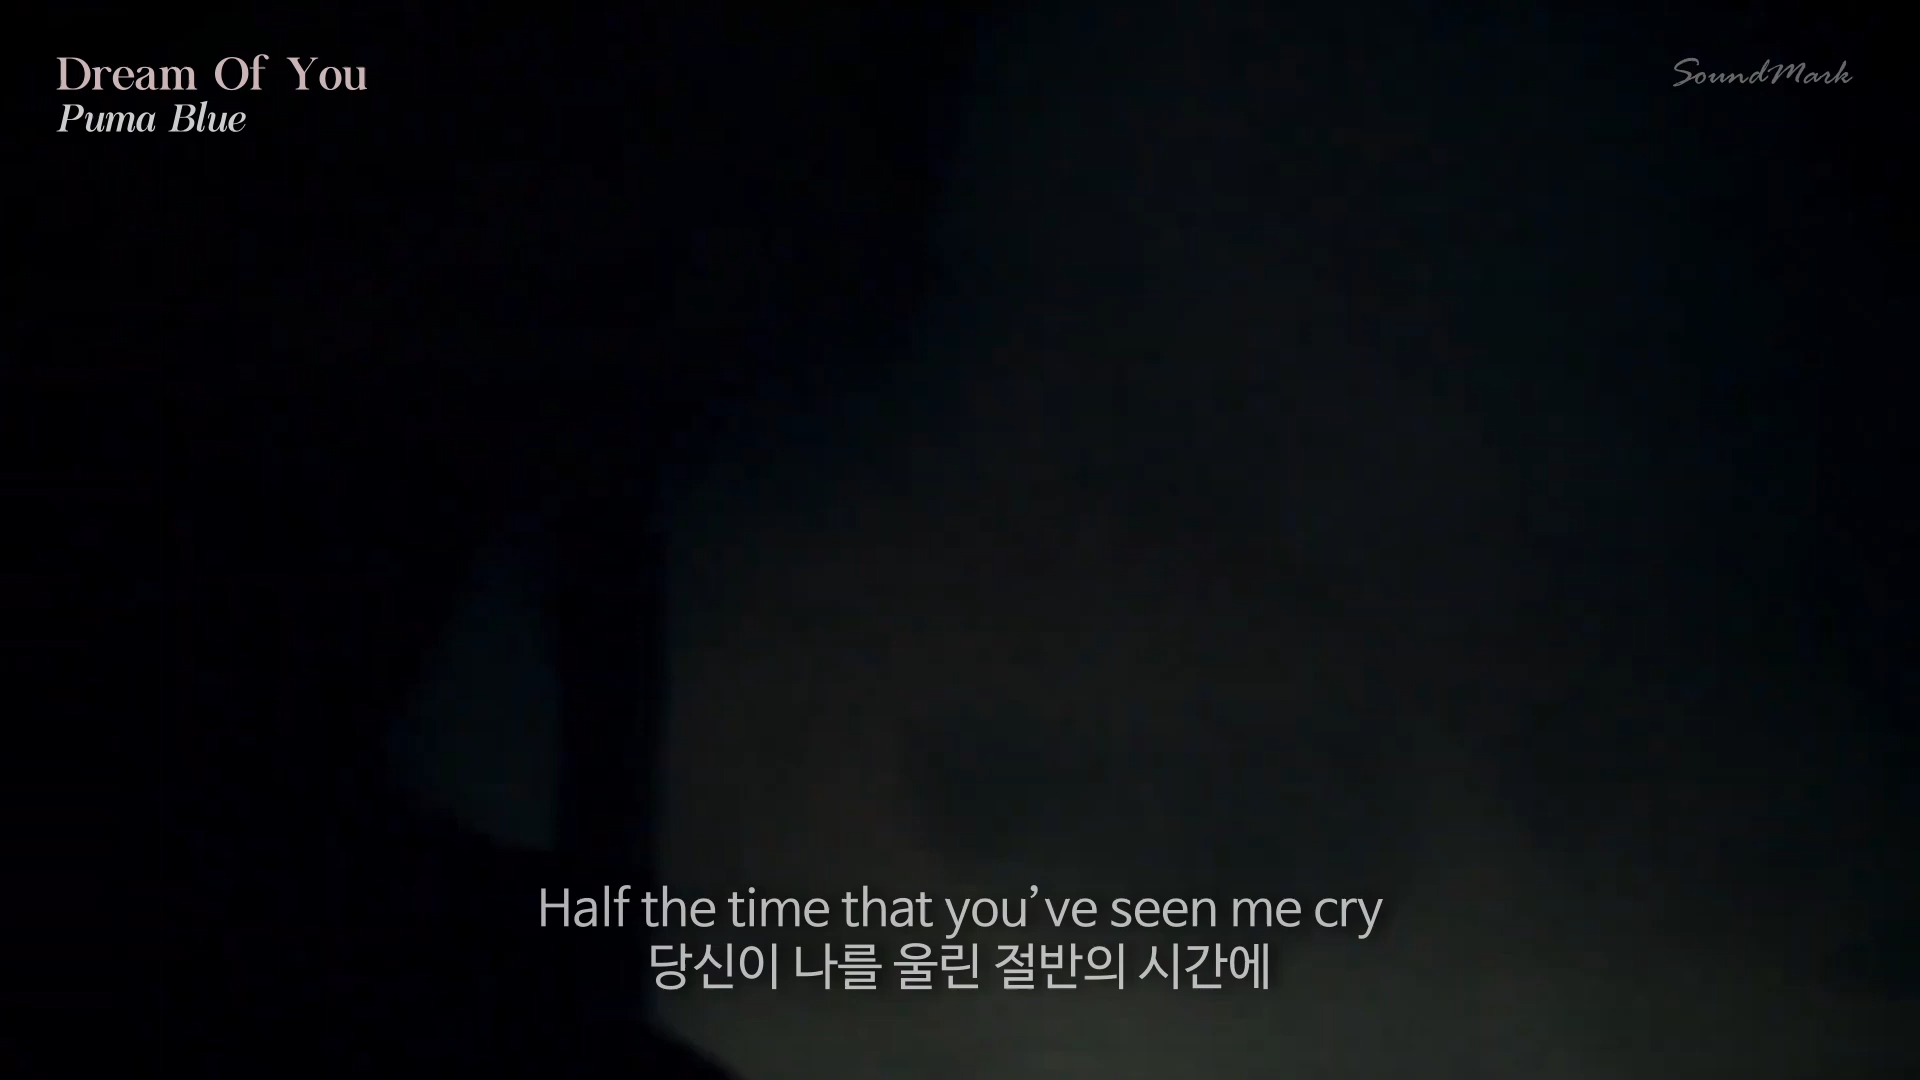 Dream Of You
Puma Blue
SoundMark
Half the time that you’ve seen me cry
당신이 나를 울린 절반의 시간에